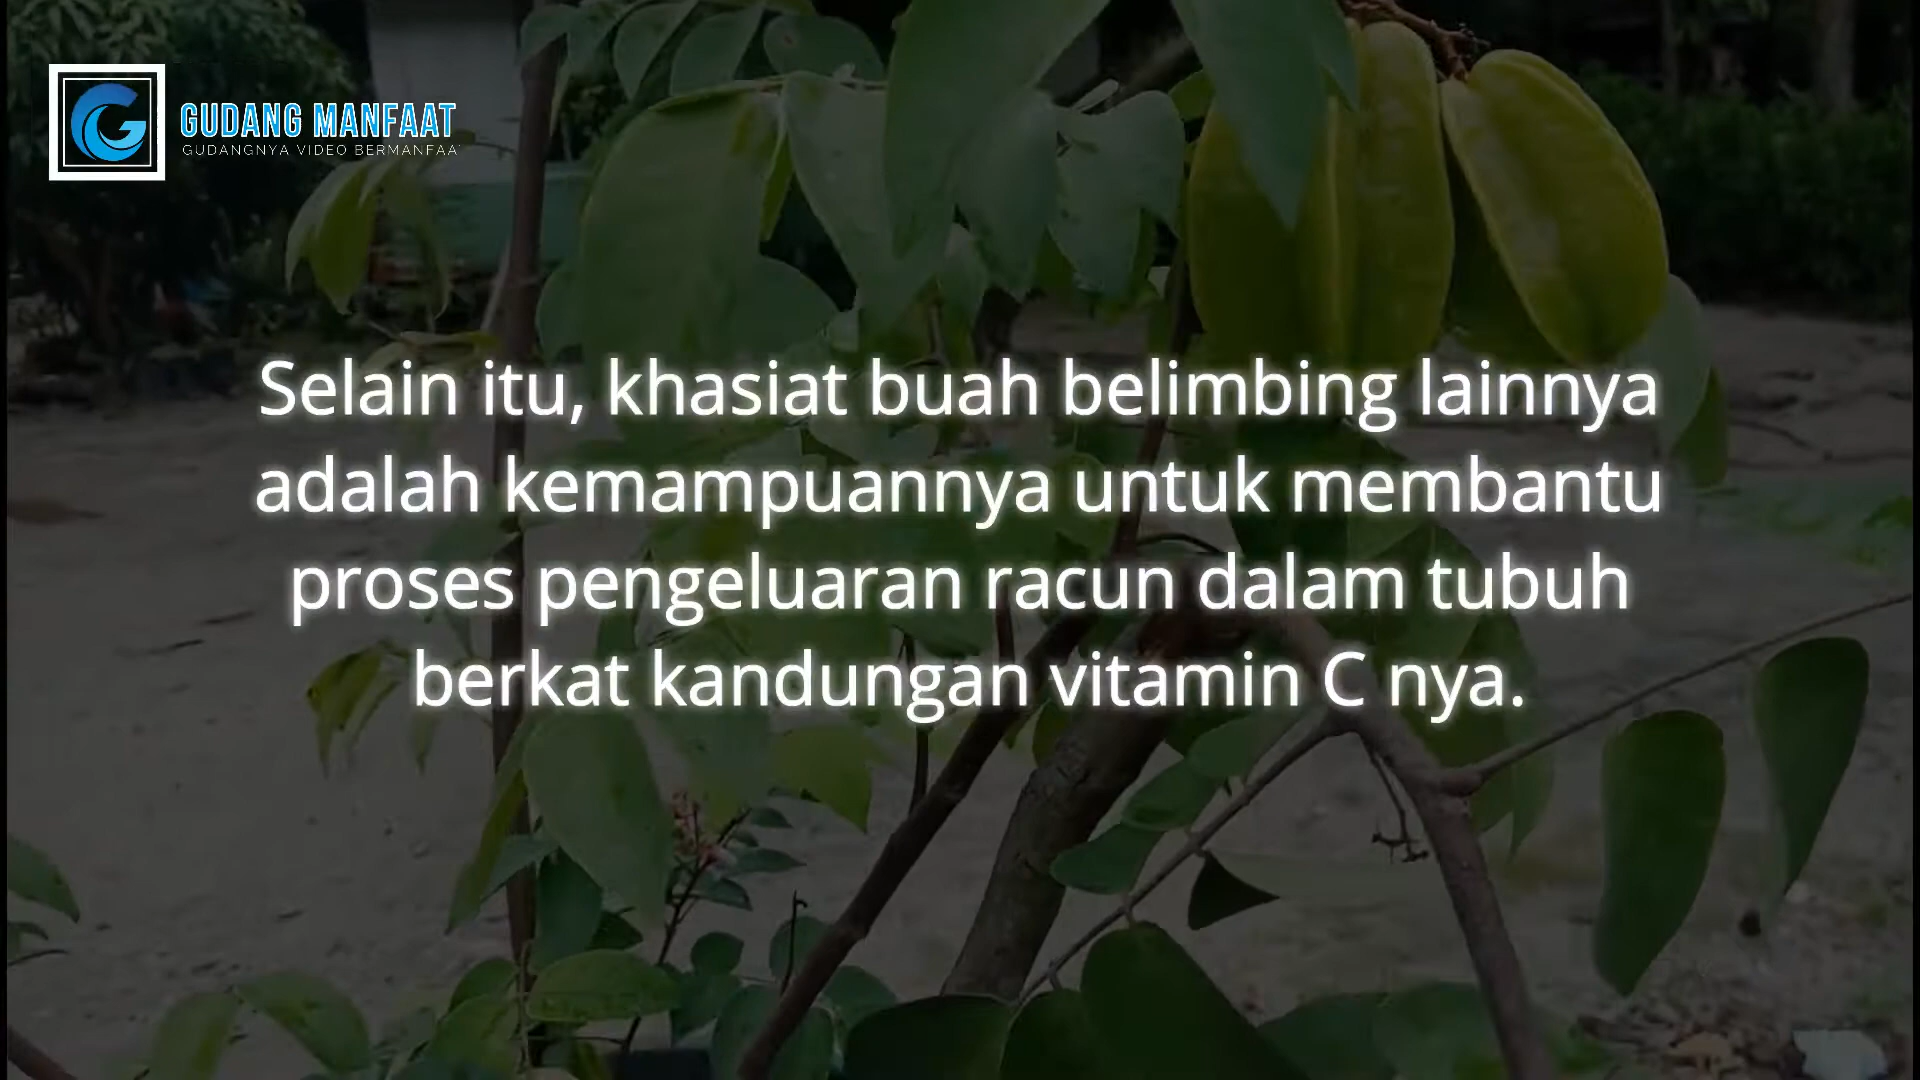 GUDANG MANFAAT
GUDANGNYA VIDEO BERMANFAA
Selain itu, khasiat buah belimbing lainnya
adalah kemampuannya untuk membantu
proses pengeluaran racun dalam tubuh
berkat kandungan vitamin C nya.